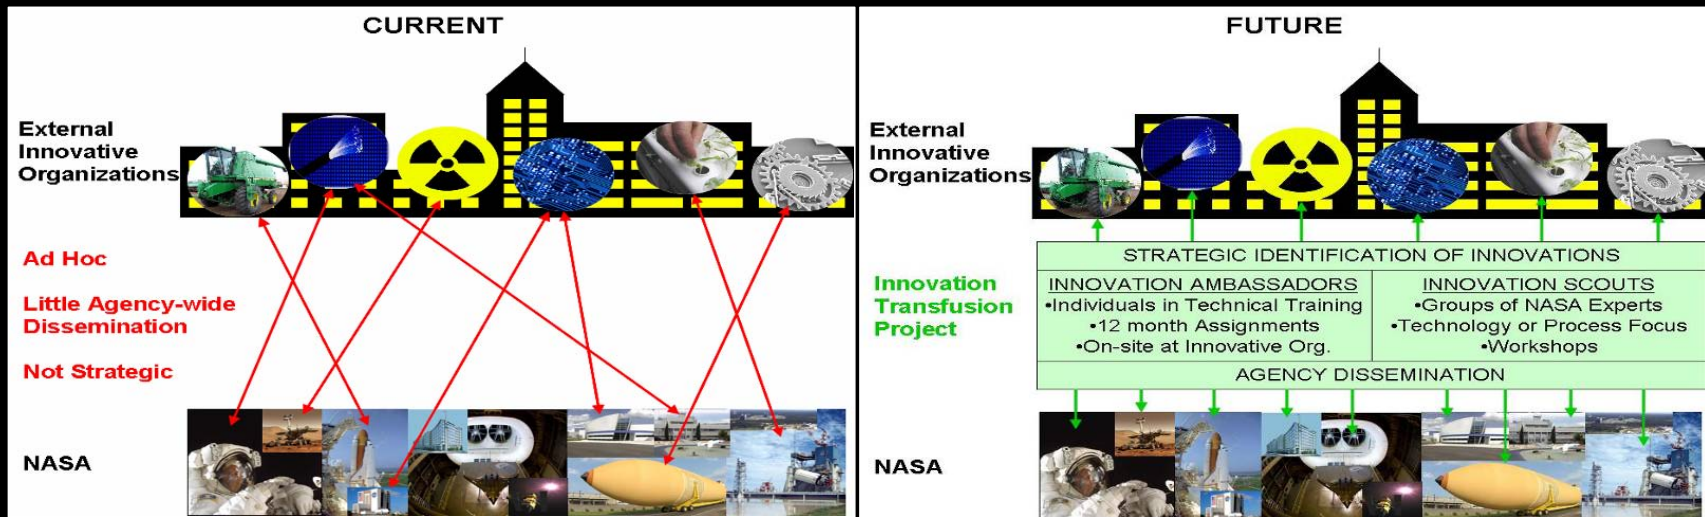 CURRENT
External
Innovative
Organizations
Ad Hoc
Little Agency-wide
Dissemination
Not Strategic
NASA
FUTURE
External
Innovative
Organizations
Innovation
Transfusion
Project
STRATEGIC IDENTIFICATION OF INNOVATIONS
INNOVATION AMBASSADORS
•Individuals in Technical Training
•12 month Assignments
•On-site at Innovative Org.
INNOVATION SCOUTS
•Groups of NASA Experts
•Technology or Process Focus
•Workshops
AGENCY DISSEMINATION
NASA